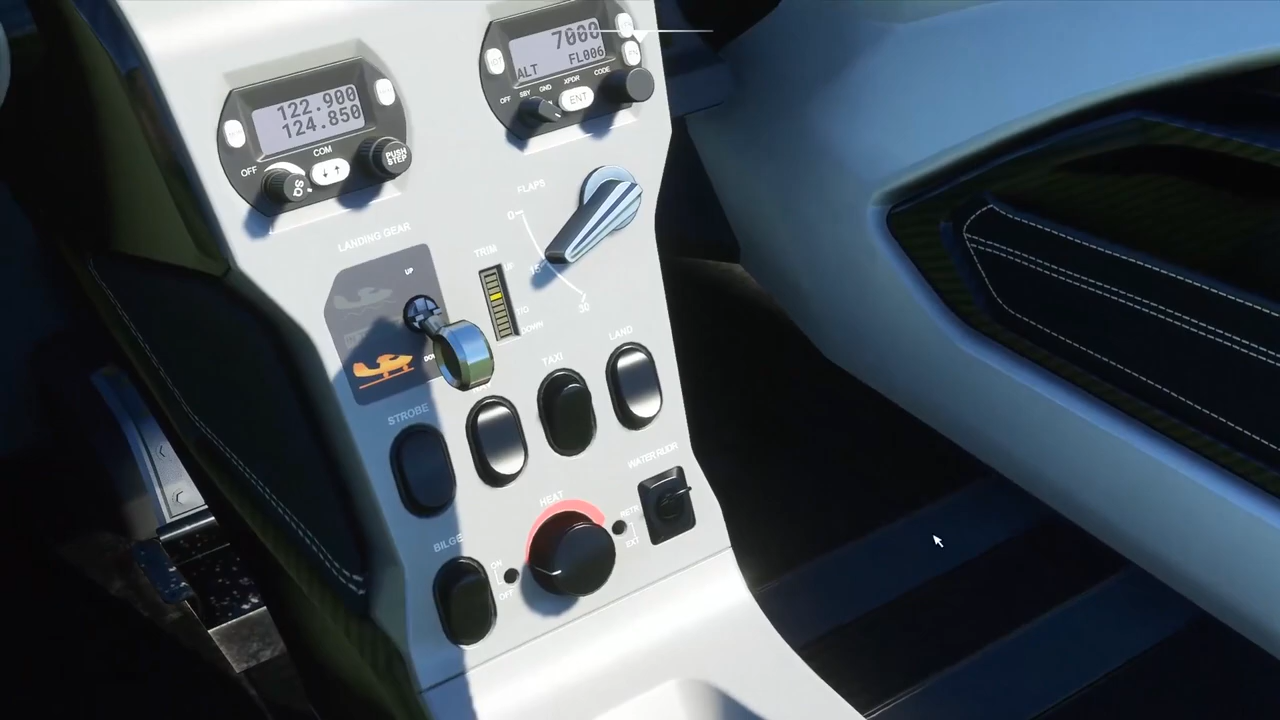 7000
ALT FL006
OFF SBY GND XPDR CODE
ENT
122.900
124.850
COM
OFF
SQ
PUSH
STEP
FLAPS
0
15
30
LANDING GEAR
UP
TRIM
UP
T/O
DOWN
LAND
TAXI
STROBE
WATER RUDR
RETR
EXT
HEAT
BILGE
ON
OFF